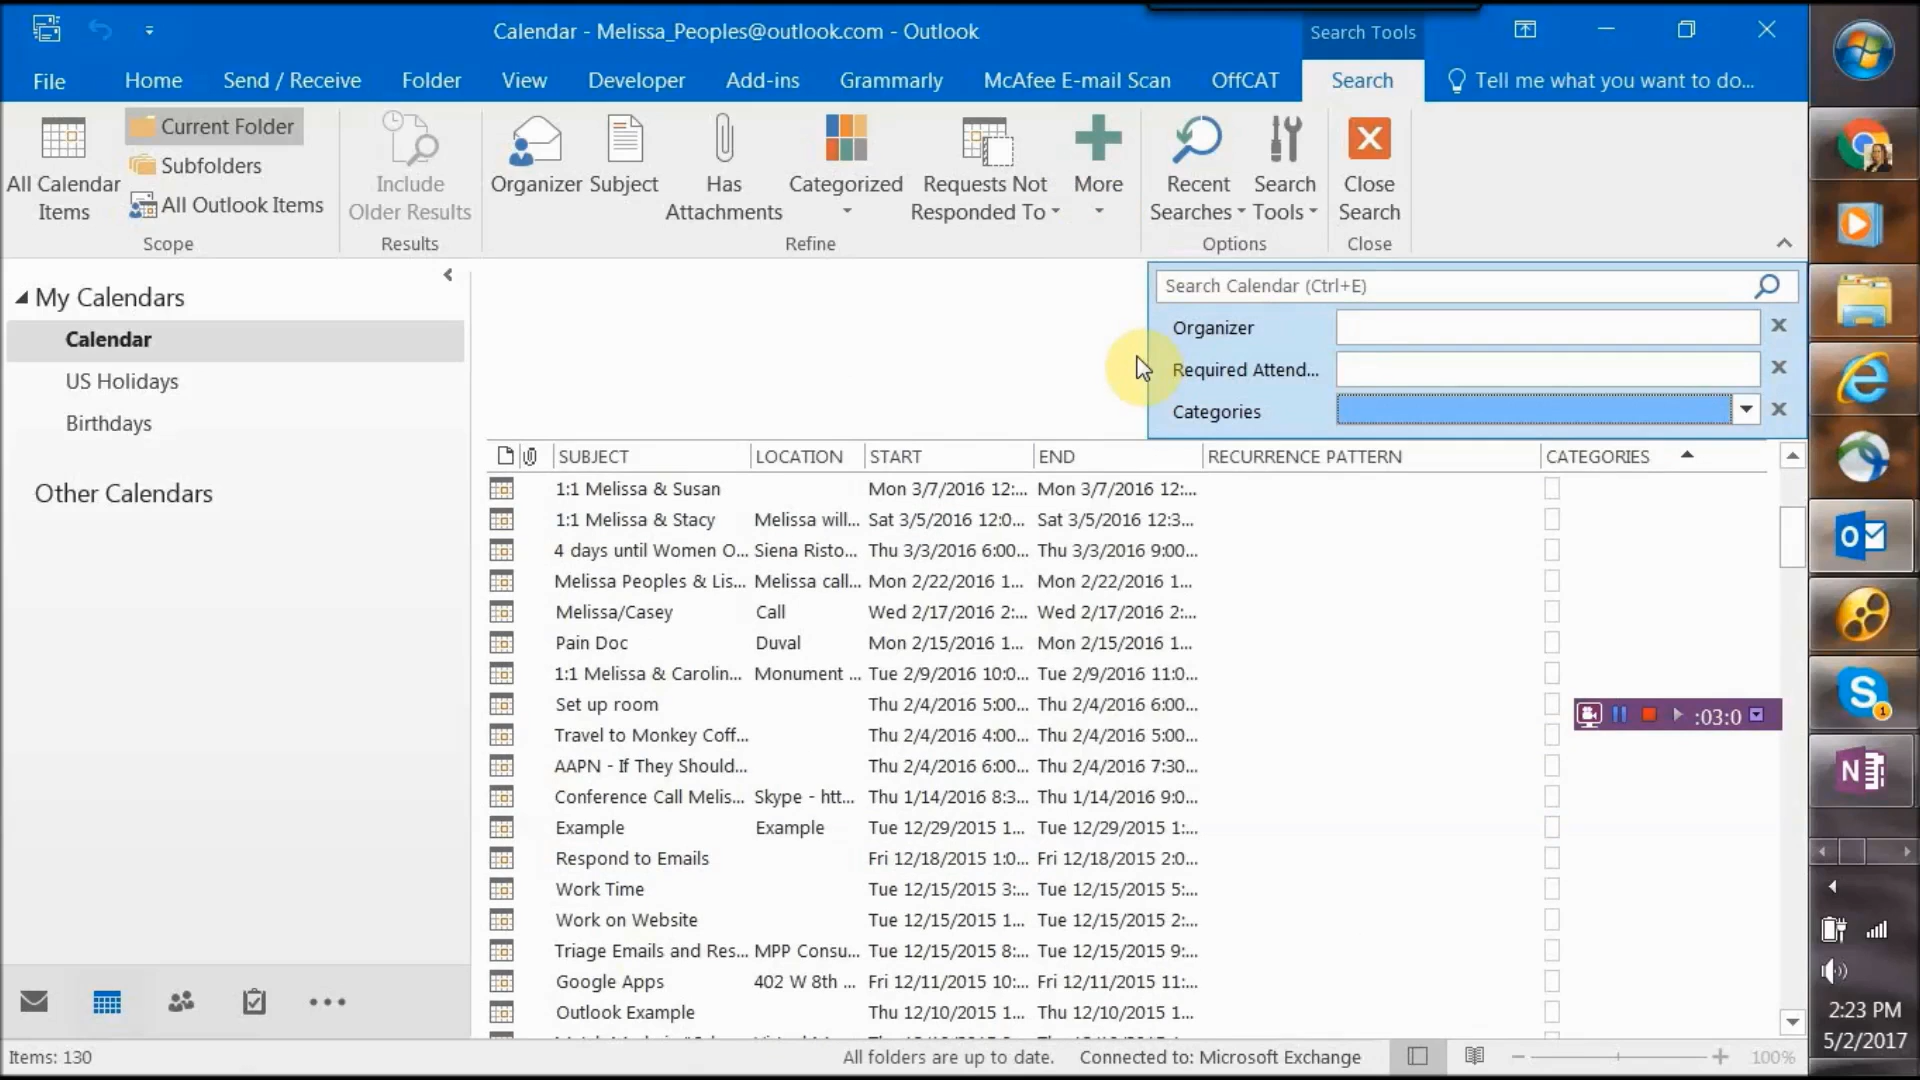 Calendar - Melissa_Peoples@outlook.com - Outlook
Search Tools
File Home Send / Receive Folder View Developer Add-ins Grammarly McAfee E-mail Scan OffCAT Search Tell me what you want to do...
All Calendar Items
Current Folder
Subfolders
All Outlook Items
Scope
Include Older Results
Results
Organizer
Subject
Has Attachments
Categorized
Requests Not Responded To
More
Refine
Recent Searches
Search Tools
Options
Close Search
Close
My Calendars
Calendar
US Holidays
Birthdays
Other Calendars
Search Calendar (Ctrl+E)
Organizer
Required Attend...
Categories
SUBJECT LOCATION START END RECURRENCE PATTERN CATEGORIES
1:1 Melissa & Susan Mon 3/7/2016 12:... Mon 3/7/2016 12:...
1:1 Melissa & Stacy Melissa will... Sat 3/5/2016 12:0... Sat 3/5/2016 12:3...
4 days until Women O... Siena Risto... Thu 3/3/2016 6:00... Thu 3/3/2016 9:00...
Melissa Peoples & Lis... Melissa call... Mon 2/22/2016 1... Mon 2/22/2016 1...
Melissa/Casey Call Wed 2/17/2016 2:... Wed 2/17/2016 2:...
Pain Doc Duval Mon 2/15/2016 1... Mon 2/15/2016 1...
1:1 Melissa & Carolin... Monument ... Tue 2/9/2016 10:0... Tue 2/9/2016 11:0...
Set up room Thu 2/4/2016 5:00... Thu 2/4/2016 6:00...
Travel to Monkey Coff... Thu 2/4/2016 4:00... Thu 2/4/2016 5:00...
AAPN - If They Should... Thu 2/4/2016 6:00... Thu 2/4/2016 7:30...
Conference Call Melis... Skype - htt... Thu 1/14/2016 8:3... Thu 1/14/2016 9:0...
Example Example Tue 12/29/2015 1... Tue 12/29/2015 1:...
Respond to Emails Fri 12/18/2015 1:0... Fri 12/18/2015 2:0...
Work Time Tue 12/15/2015 3:... Tue 12/15/2015 5:...
Work on Website Tue 12/15/2015 1... Tue 12/15/2015 2:...
Triage Emails and Res... MPP Consu... Tue 12/15/2015 8:... Tue 12/15/2015 9:...
Google Apps 402 W 8th ... Fri 12/11/2015 10:... Fri 12/11/2015 11:...
Outlook Example Thu 12/10/2015 1... Thu 12/10/2015 1...
:03:0
2:23 PM
5/2/2017
Items: 130
All folders are up to date. Connected to: Microsoft Exchange
100%